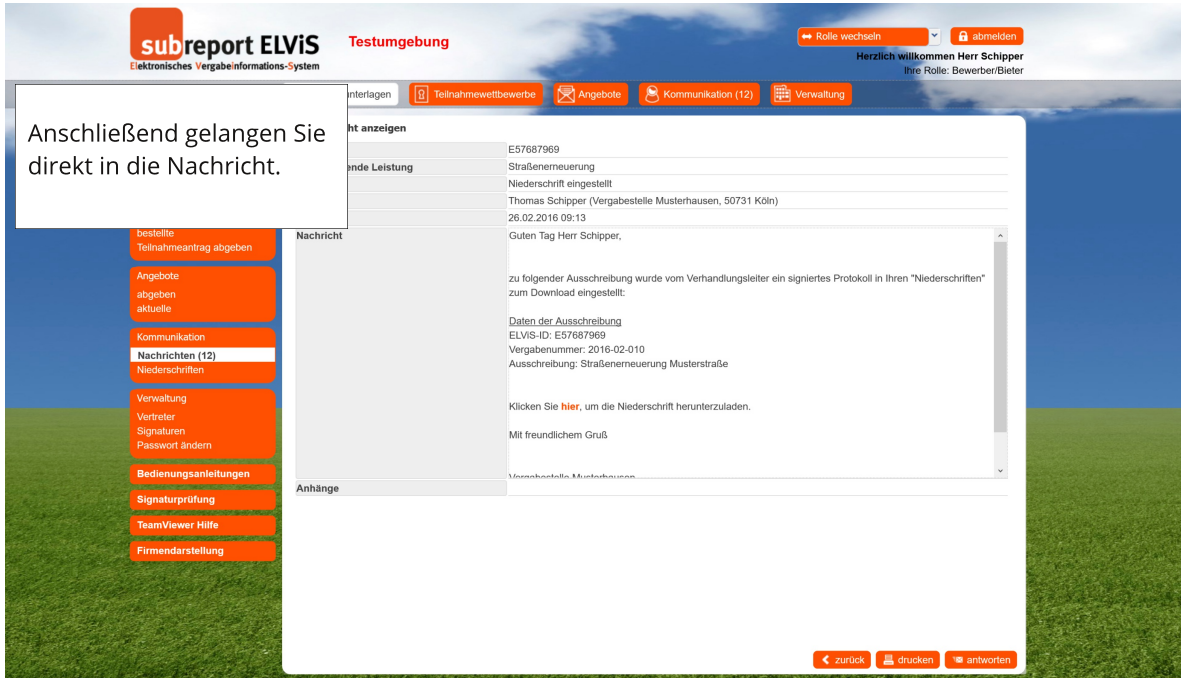 subreport ELViS
Elektronisches Vergabeinformations-System
Testumgebung
Rolle wechseln
abmelden
Herzlich willkommen Herr Schipper
Ihre Rolle: Bewerber/Bieter
nterlagen
Teilnahmewettbewerbe
Angebote
Kommunikation (12)
Verwaltung
Anschließend gelangen Sie
direkt in die Nachricht.
ht anzeigen
E57687969
ende Leistung
Straßenerneuerung
Niederschrift eingestellt
Thomas Schipper (Vergabestelle Musterhausen, 50731 Köln)
26.02.2016 09:13
bestellte
Teilnahmeantrag abgeben
Angebote
abgeben
aktuelle
Kommunikation
Nachrichten (12)
Niederschriften
Verwaltung
Vertreter
Signaturen
Passwort ändern
Bedienungsanleitungen
Signaturprüfung
TeamViewer Hilfe
Firmendarstellung
Nachricht
Guten Tag Herr Schipper,
zu folgender Ausschreibung wurde vom Verhandlungsleiter ein signiertes Protokoll in Ihren "Niederschriften"
zum Download eingestellt:
Daten der Ausschreibung
ELViS-ID: E57687969
Vergabenummer: 2016-02-010
Ausschreibung: Straßenerneuerung Musterstraße
Klicken Sie hier, um die Niederschrift herunterzuladen.
Mit freundlichem Gruß
Vergabestelle Musterhausen
Anhänge
zurück
drucken
antworten